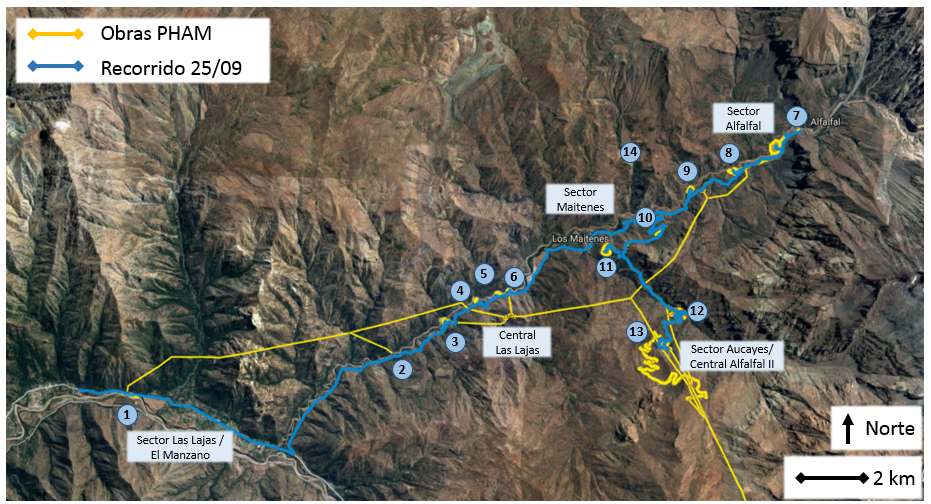 Obras PHAM
Recorrido 25/09
Sector
Alfalfal
7
Alfalfal
14
8
9
Sector
Maitenes
10
Los Maitenes
11
5
4
6
12
3
Central
Las Lajas
13
2
Sector Aucayes/
Central Alfalfal II
1
Sector Las Lajas /
El Manzano
Norte
2 km